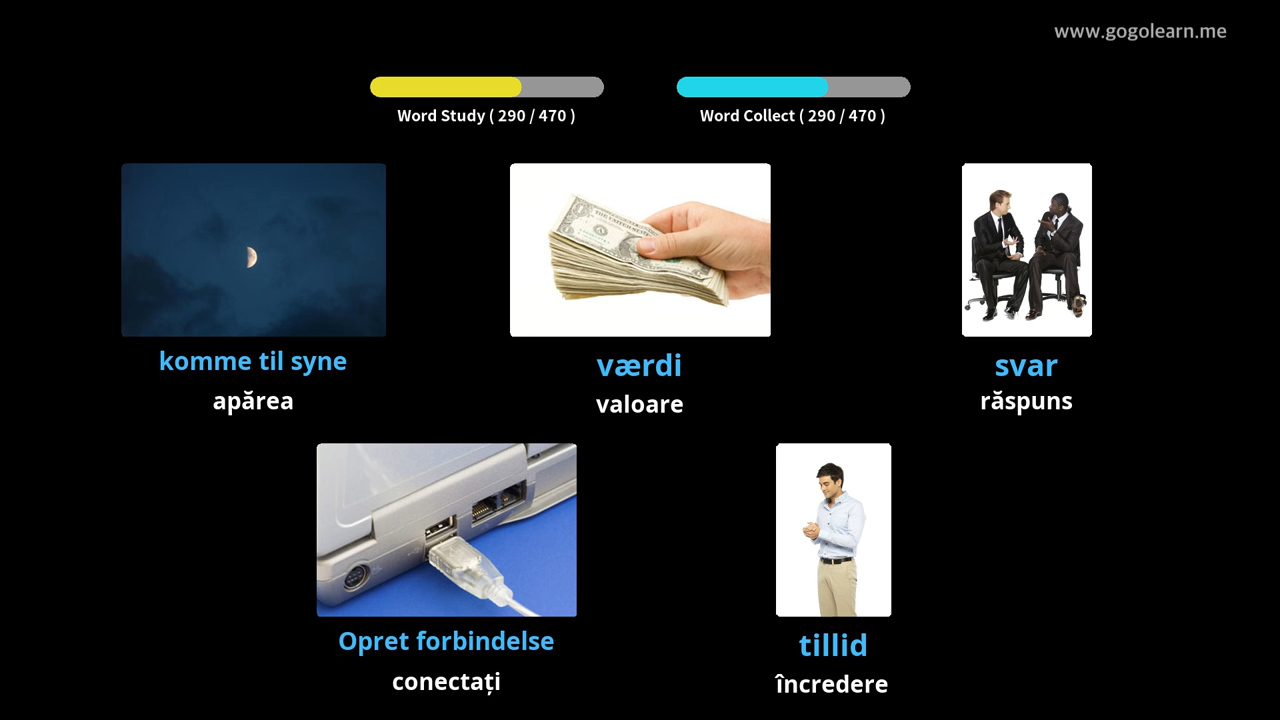 www.gogolearn.me
Word Study ( 290 / 470 )
Word Collect ( 290 / 470 )
komme til syne
apărea
værdi
valoare
svar
răspuns
Opret forbindelse
conectați
tillid
încredere